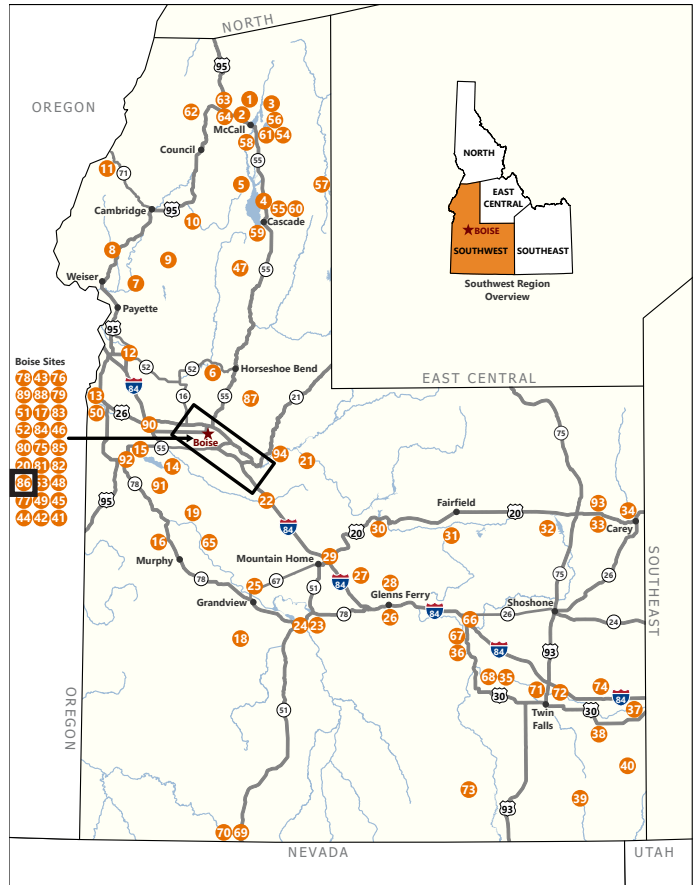 NORTH
95
OREGON
63
1
3
62
64
2
56
McCall
61
54
58
Council
55
11
71
5
57
4
55
60
Cambridge
95
10
Cascade
59
8
9
47
55
Weiser
7
Payette
95
12
52
52
Horseshoe Bend
6
84
16
55
87
21
26
90
Boise
15
55
94
21
92
14
78
91
22
95
19
84
16
65
Murphy
Mountain Home
29
20
30
Fairfield
20
31
32
93
33
34
Carey
75
78
25
67
84
27
28
Grandview
51
78
Glenns Ferry
26
84
66
26
Shoshone
75
26
24
24
23
18
67
36
84
93
68
35
30
71
72
74
84
37
30
Twin
Falls
38
40
51
73
93
39
70
69
OREGON
NEVADA
UTAH
SOUTHEAST
EAST CENTRAL
Boise Sites
78 43 76
89 88 79
51 17 83
52 84 46
80 75 85
20 81 82
86 53 48
77 49 45
44 42 41
13
50
NORTH
EAST
CENTRAL
BOISE
SOUTHWEST
SOUTHEAST
Southwest Region
Overview